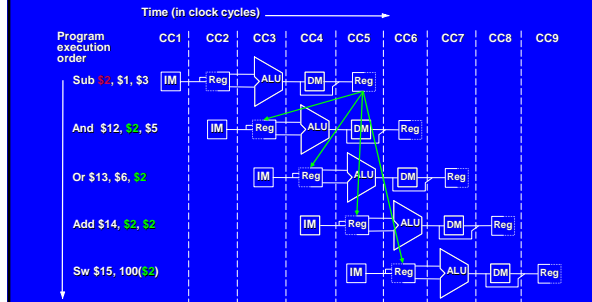 Time (in clock cycles)
Program
execution
order
CC1 CC2 CC3 CC4 CC5 CC6 CC7 CC8 CC9
Sub $2, $1, $3 IM Reg ALU DM Reg
And $12, $2, $5 IM Reg ALU DM Reg
Or $13, $6, $2 IM Reg ALU DM Reg
Add $14, $2, $2 IM Reg ALU DM Reg
Sw $15, 100($2) IM Reg ALU DM Reg